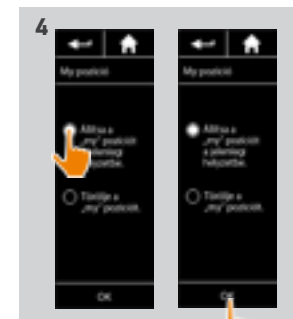 4
My pozíció
Állítsa a
„my” pozíciót
a jelenlegi
helyzetbe.
Törölje a
„my” pozíciót.
OK
My pozíció
Állítsa a
„my” pozíciót
a jelenlegi
helyzetbe.
Törölje a
„my” pozíciót.
OK